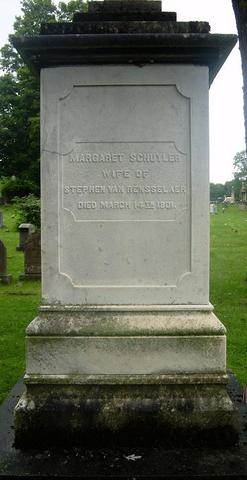 MARGARET SCHUYLER
WIFE OF
STEPHEN VAN RENSSELAER
DIED MARCH 14TH 1801.